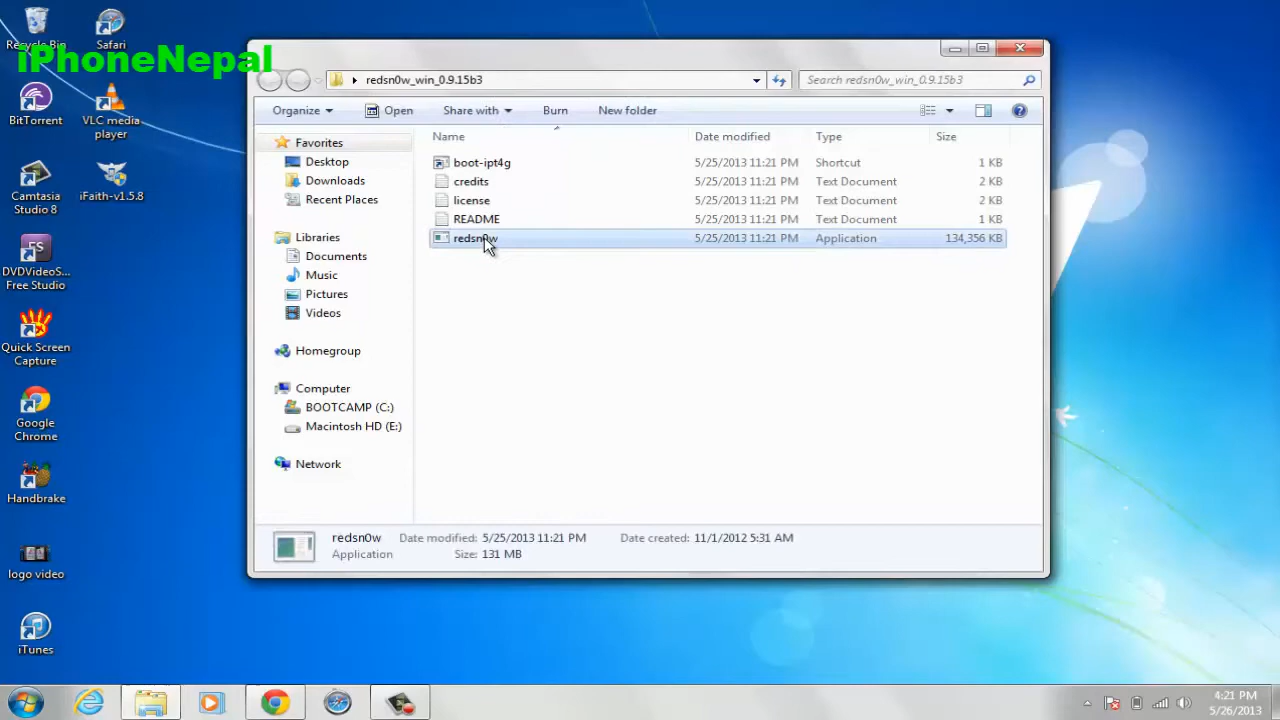 iPhoneNepal
Recycle Bin
Safari
BitTorrent
VLC media
player
Camtasia
Studio 8
iFaith-v1.5.8
DVDVideoS...
Free Studio
Quick Screen
Capture
Google
Chrome
Handbrake
logo video
iTunes
redsn0w_win_0.9.15b3
Search redsn0w_win_0.9.15b3
Organize Open Share with Burn New folder
Favorites
Desktop
Downloads
Recent Places
Libraries
Documents
Music
Pictures
Videos
Homegroup
Computer
BOOTCAMP (C:)
Macintosh HD (E:)
Network
Name Date modified Type Size
boot-ipt4g 5/25/2013 11:21 PM Shortcut 1 KB
credits 5/25/2013 11:21 PM Text Document 2 KB
license 5/25/2013 11:21 PM Text Document 2 KB
README 5/25/2013 11:21 PM Text Document 1 KB
redsn0w 5/25/2013 11:21 PM Application 134,356 KB
redsn0w Date modified: 5/25/2013 11:21 PM Date created: 11/1/2012 5:31 AM
Application Size: 131 MB
4:21 PM
5/26/2013